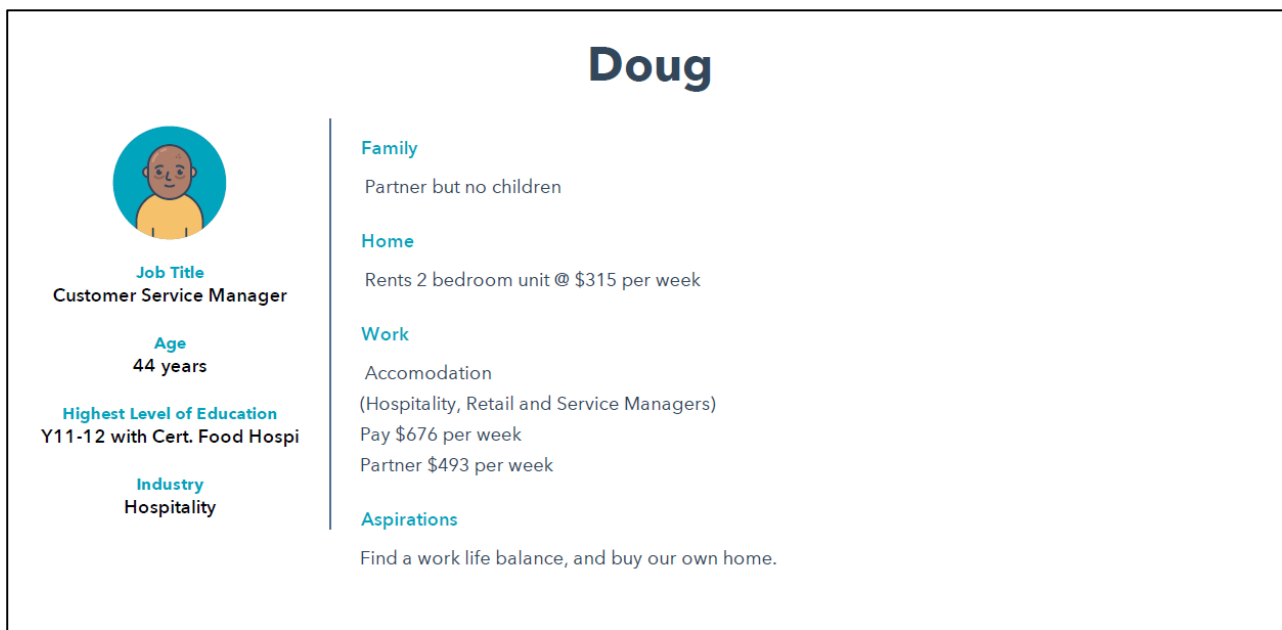 Doug
Job Title
Customer Service Manager
Age
44 years
Highest Level of Education
Y11-12 with Cert. Food Hospi
Industry
Hospitality
Family
Partner but no children
Home
Rents 2 bedroom unit @ $315 per week
Work
Accomodation
(Hospitality, Retail and Service Managers)
Pay $676 per week
Partner $493 per week
Aspirations
Find a work life balance, and buy our own home.